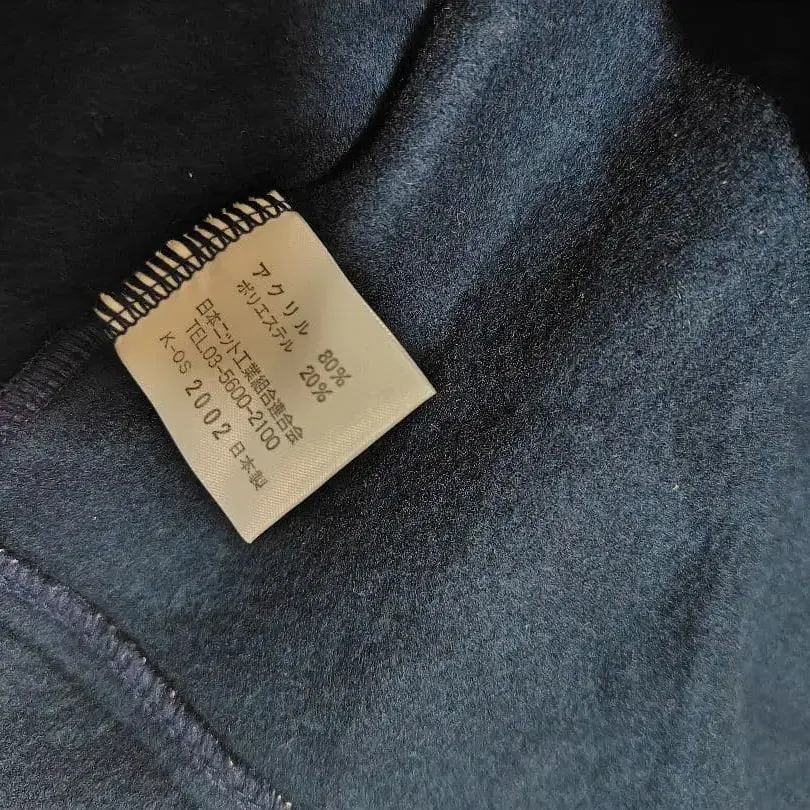 アクリル 80%
ポリエステル 20%
日本ニット工業組合連合会
TEL03-5600-2100
K-OS 2002 日本製